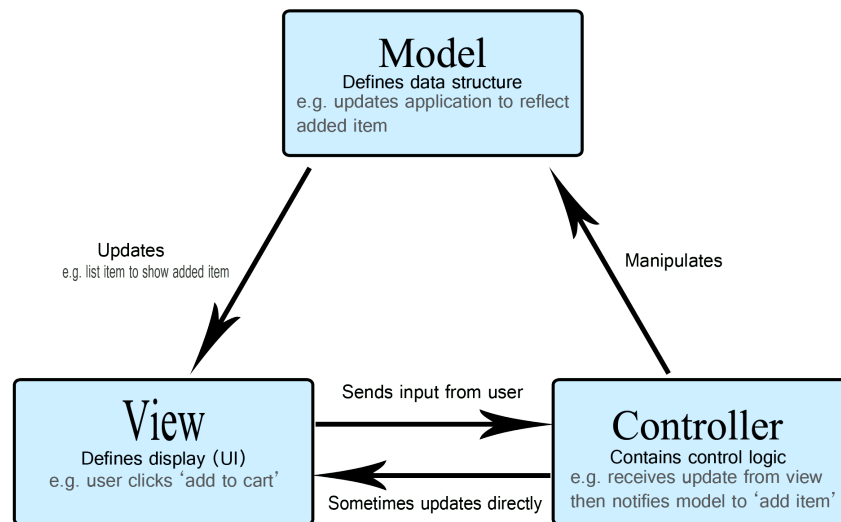 Model
Defines data structure
e.g. updates application to reflect
added item
Updates
e.g. list item to show added item
Manipulates
View
Defines display (UI)
e.g. user clicks ‘add to cart’
Sends input from user
Sometimes updates directly
Controller
Contains control logic
e.g. receives update from view
then notifies model to ‘add item’